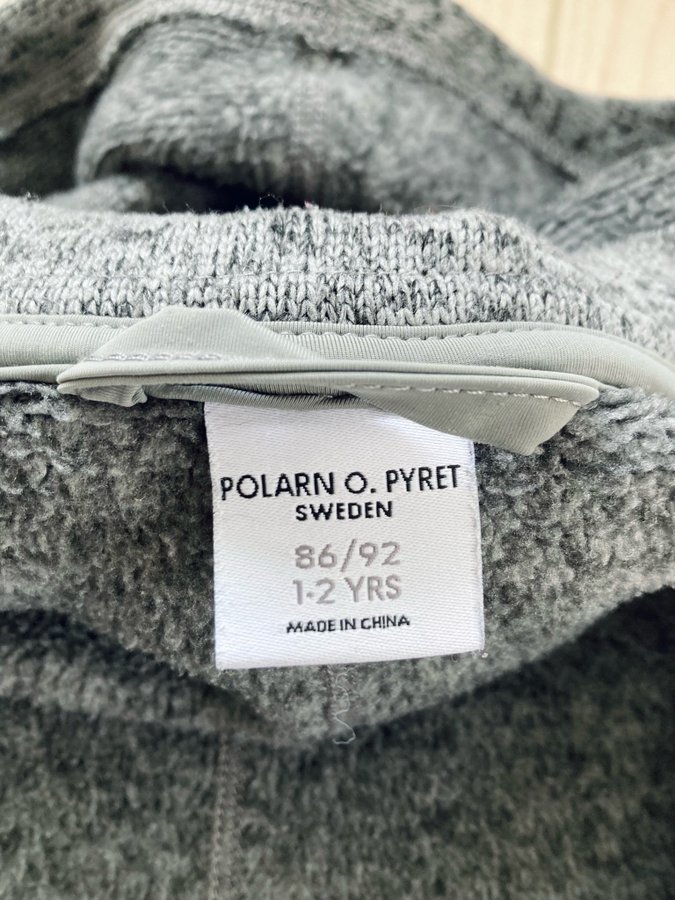 POLARN O. PYRET
SWEDEN
86/92
1-2 YRS
MADE IN CHINA